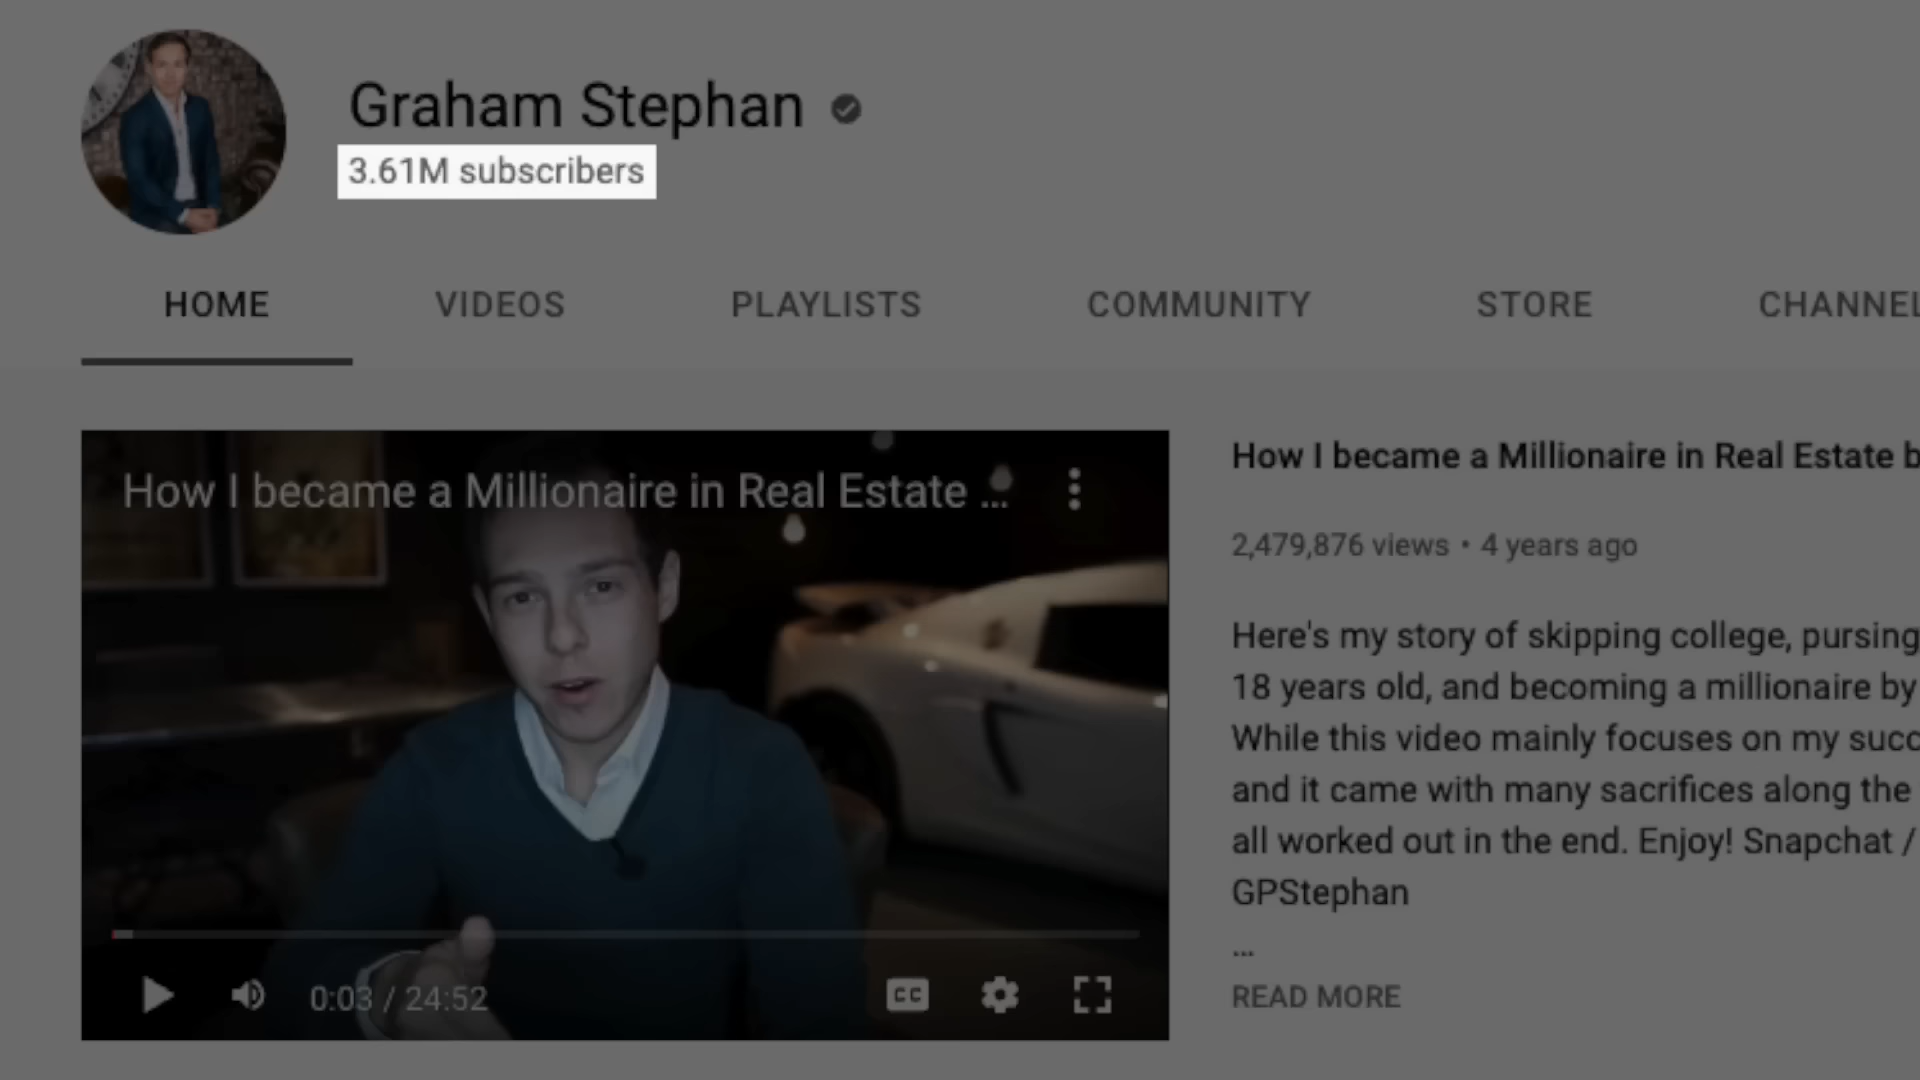 Graham Stephan
3.61M subscribers
HOME VIDEOS PLAYLISTS COMMUNITY STORE CHANNEL
How I became a Millionaire in Real Estate ...
0:03 / 24:52
CC
How I became a Millionaire in Real Estate b
2,479,876 views • 4 years ago
Here's my story of skipping college, pursing
18 years old, and becoming a millionaire by
While this video mainly focuses on my succ
and it came with many sacrifices along the
all worked out in the end. Enjoy! Snapchat /
GPStephan
...
READ MORE